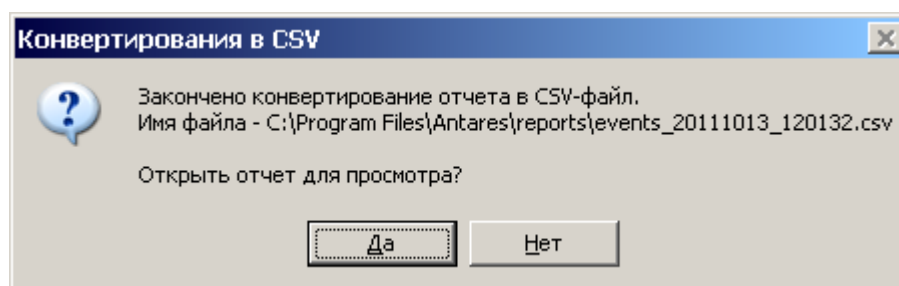 Конвертирования в CSV
Закончено конвертирование отчета в CSV-файл.
Имя файла - C:\Program Files\Antares\reports\events_20111013_120132.csv
Открыть отчет для просмотра?
Да Нет